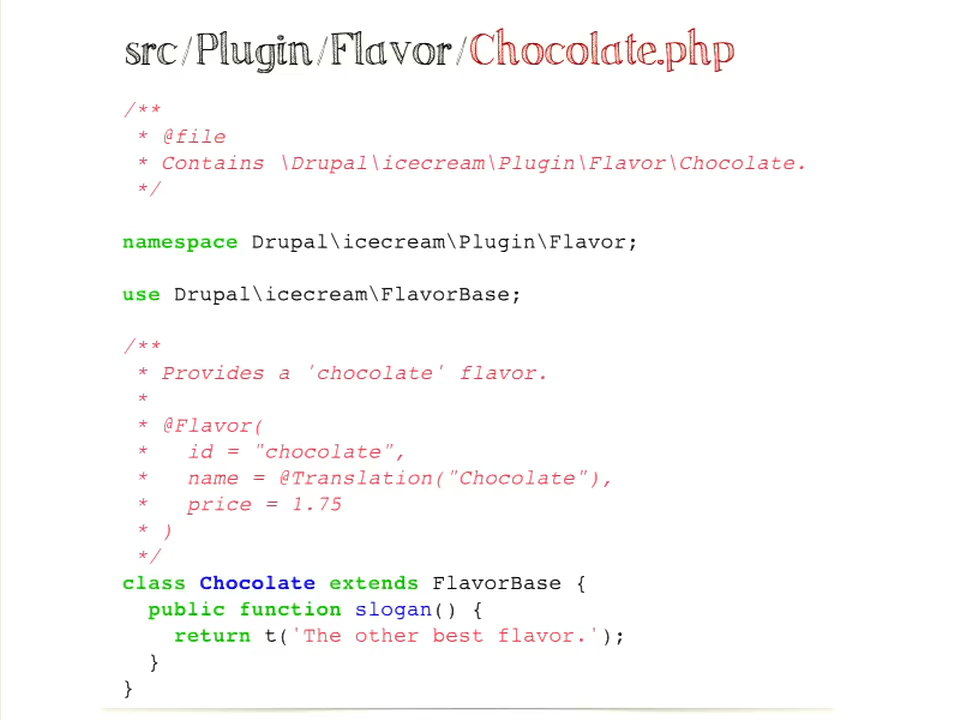 src/Plugin/Flavor/Chocolate.php
/**
 * @file
 * Contains \Drupal\icecream\Plugin\Flavor\Chocolate.
 */
namespace Drupal\icecream\Plugin\Flavor;
use Drupal\icecream\FlavorBase;
/**
 * Provides a 'chocolate' flavor.
 *
 * @Flavor(
 *   id = "chocolate",
 *   name = @Translation("Chocolate"),
 *   price = 1.75
 * )
 */
class Chocolate extends FlavorBase {
  public function slogan() {
    return t('The other best flavor.');
  }
}